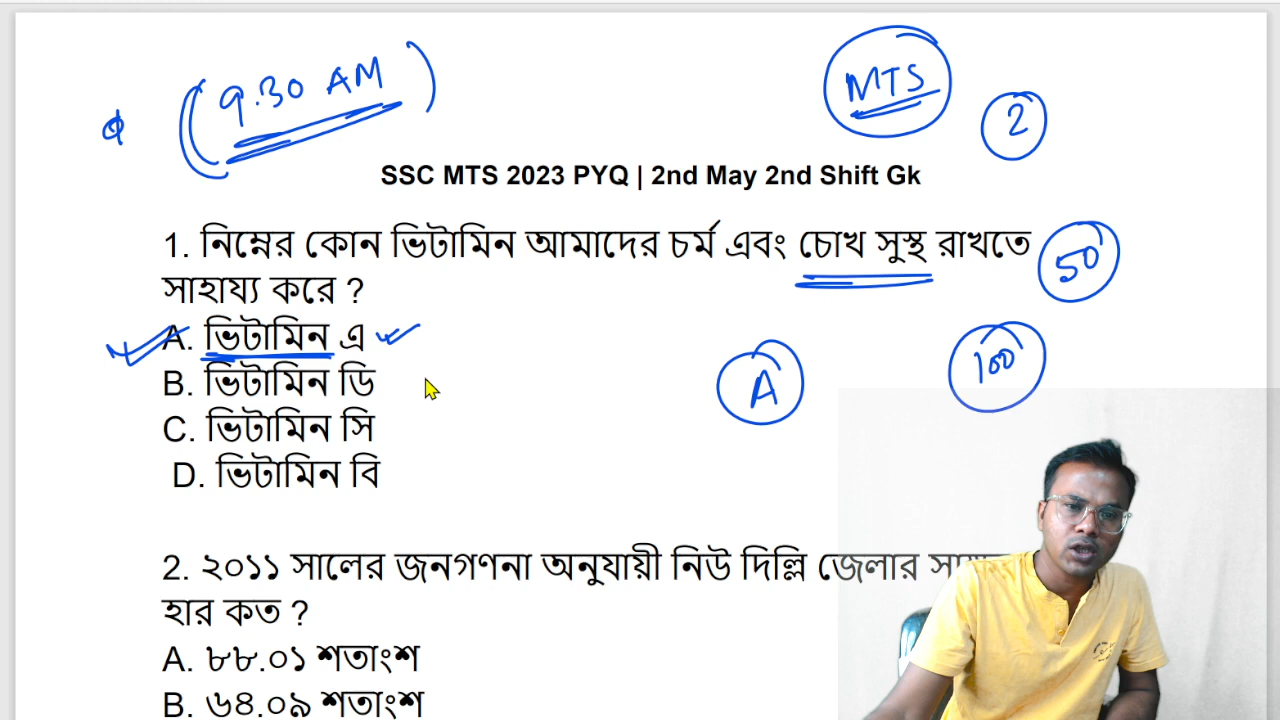 (9.30 AM)
MTS
2
SSC MTS 2023 PYQ | 2nd May 2nd Shift Gk
1. নিম্নের কোন ভিটামিন আমাদের চর্ম এবং চোখ সুস্থ রাখতে
50
সাহায্য করে ?
A. ভিটামিন এ
A
100
B. ভিটামিন ডি
C. ভিটামিন সি
D. ভিটামিন বি
2. ২০১১ সালের জনগণনা অনুযায়ী নিউ দিল্লি জেলার
হার কত ?
A. ৮৮.০১ শতাংশ
B. ৬৪.০৯ শতাংশ